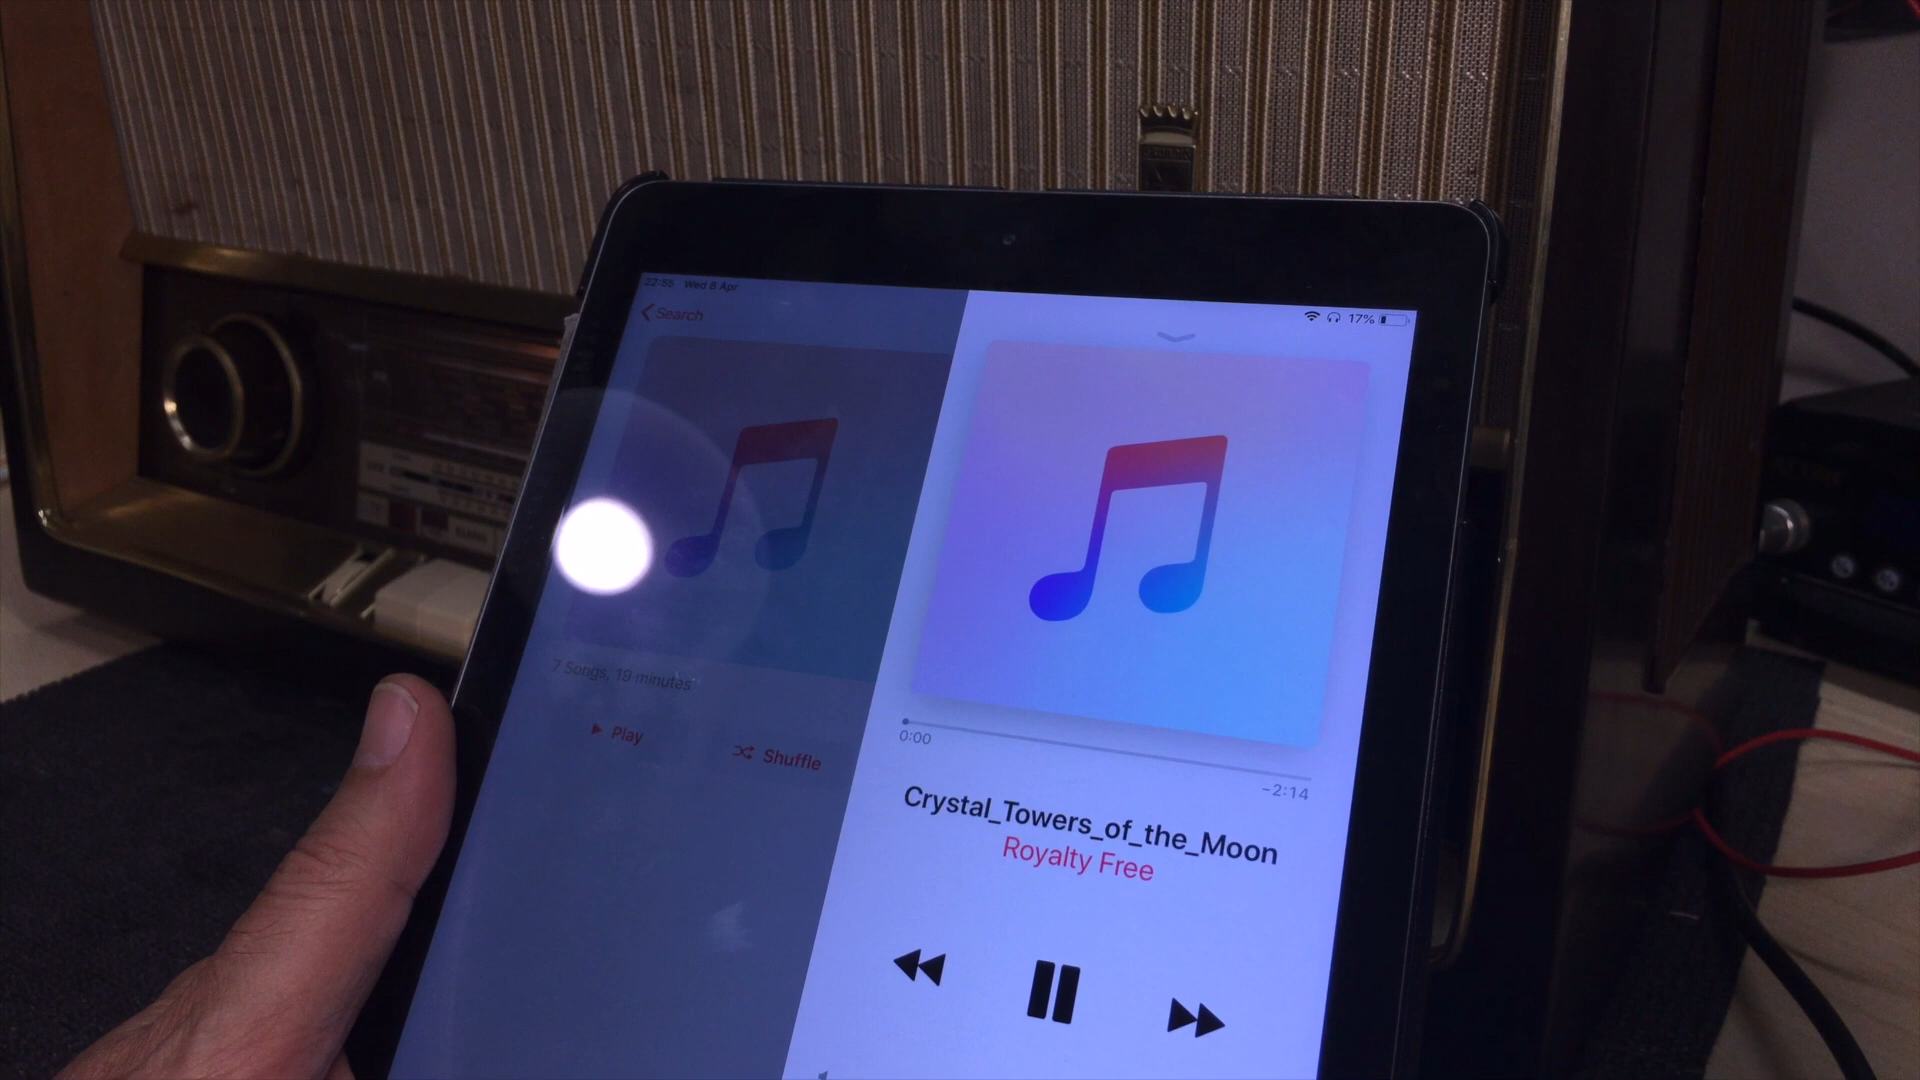 22:55 Wed 8 Apr
17%
Search
7 Songs, 19 minutes
Play
Shuffle
0:00
-2:14
Crystal_Towers_of_the_Moon
Royalty Free